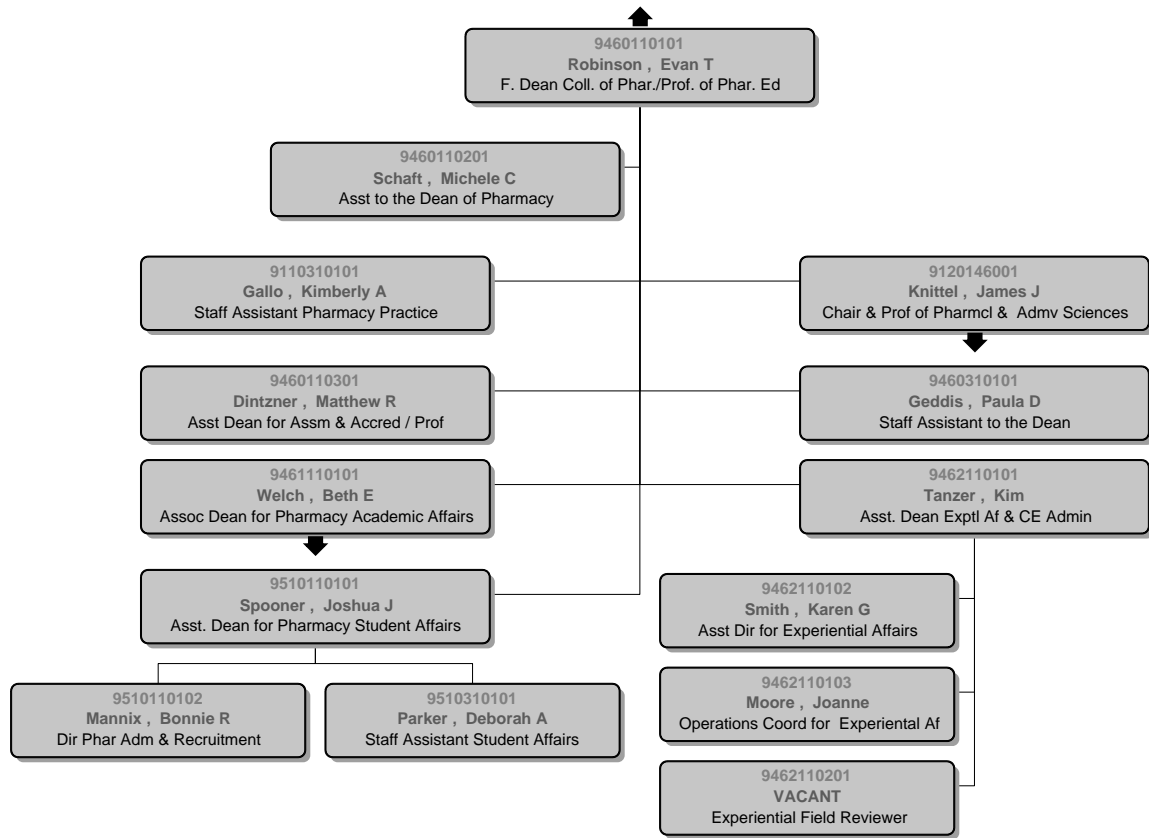 9460110101
Robinson , Evan T
F. Dean Coll. of Phar./Prof. of Phar. Ed
9460110201
Schaft , Michele C
Asst to the Dean of Pharmacy
9110310101
Gallo , Kimberly A
Staff Assistant Pharmacy Practice
9120146001
Knittel , James J
Chair & Prof of Pharmcl & Admv Sciences
9460110301
Dintzner , Matthew R
Asst Dean for Assm & Accred / Prof
9460310101
Geddis , Paula D
Staff Assistant to the Dean
9461110101
Welch , Beth E
Assoc Dean for Pharmacy Academic Affairs
9462110101
Tanzer , Kim
Asst. Dean Exptl Af & CE Admin
9510110101
Spooner , Joshua J
Asst. Dean for Pharmacy Student Affairs
9462110102
Smith , Karen G
Asst Dir for Experiential Affairs
9510110102
Mannix , Bonnie R
Dir Phar Adm & Recruitment
9510310101
Parker , Deborah A
Staff Assistant Student Affairs
9462110103
Moore , Joanne
Operations Coord for Experental Af
9462110201
VACANT
Experiential Field Reviewer